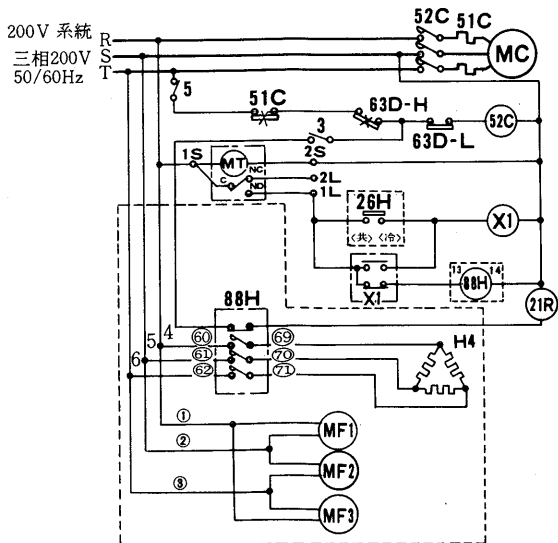 52C 51C
200V 系統 R
三相200V S
50/60Hz T
MC
5
51C
63D-H
52C
63D-L
3
2S
1S
MT
NC
C
NO
2L
1L
26H
〈共〉〈冷〉
X1
13 88H 14
X1
21R
88H
4
5
6
60 69
61 70
62 71
H4
①
MF1
②
MF2
③
MF3